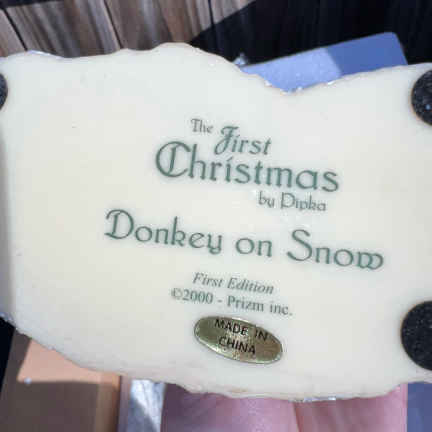 The First
Christmas
by Pipka
Donkey on Snow
First Edition
©2000 - Prizm inc.
MADE IN
CHINA